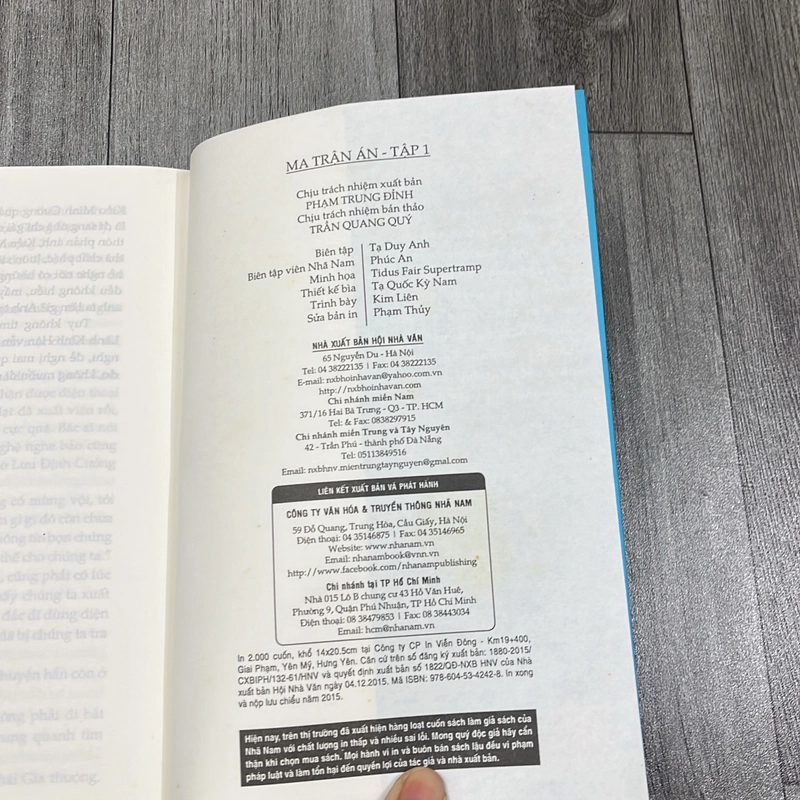 MA TRẬN ÁN - TẬP 1
Chịu trách nhiệm xuất bản
PHẠM TRUNG ĐỈNH
Chịu trách nhiệm bản thảo
TRẦN QUANG QUÝ
Biên tập Tạ Duy Anh
Biên tập viên Nhã Nam Phúc An
Minh họa Tidus Fair Supertramp
Thiết kế bìa Tạ Quốc Kỳ Nam
Trình bày Kim Liên
Sửa bản in Phạm Thủy
NHÀ XUẤT BẢN HỘI NHÀ VĂN
65 Nguyễn Du - Hà Nội
Tel: 04 38222135 | Fax: 04 38222135
E-mail: nxbhoinhavan@yahoo.com.vn
http://nxbhoinhavan.com
Chi nhánh miền Nam
371/16 Hai Bà Trưng - Q3 - TP. HCM
Tel: & Fax: 0838297915
Chi nhánh miền Trung và Tây Nguyên
42 - Trần Phú - thành phố Đà Nẵng
Tel: 05113849516
Email: nxbhnv.mientrungtaynguyen@gmal.com
LIÊN KẾT XUẤT BẢN VÀ PHÁT HÀNH
CÔNG TY VĂN HÓA & TRUYỀN THÔNG NHÃ NAM
59 Đỗ Quang, Trung Hòa, Cầu Giấy, Hà Nội
Điện thoại: 04 35146875 | Fax: 04 35146965
Website: www.nhanam.vn
Email: nhanambook@vnn.vn
http://www.facebook.com/nhanampublishing
Chi nhánh tại TP Hồ Chí Minh
Nhà 015 Lô B chung cư 43 Hồ Văn Huê,
Phường 9, Quận Phú Nhuận, TP Hồ Chí Minh
Điện thoại: 08 38479853 | Fax: 08 38443034
Email: hcm@nhanam.vn
In 2.000 cuốn, khổ 14x20.5cm tại Công ty CP In Viễn Đông - Km19+400,
Giai Phạm, Yên Mỹ, Hưng Yên. Căn cứ trên số đăng ký xuất bản: 1880-2015/
CXBIPH/132-61/HNV và quyết định xuất bản số 1822/QĐ-NXB HNV của Nhà
xuất bản Hội Nhà Văn ngày 04.12.2015. Mã ISBN: 978-604-53-4242-8. In xong
và nộp lưu chiểu năm 2015.
Hiện nay, trên thị trường đã xuất hiện hàng loạt cuốn sách làm giả sách của
Nhã Nam với chất lượng in thấp và nhiều sai lỗi. Mong quý độc giả hãy cẩn
thận khi chọn mua sách. Mọi hành vi in và buôn bán sách lậu đều vi phạm
pháp luật và làm tổn hại đến quyền lợi của tác giả và nhà xuất bản.